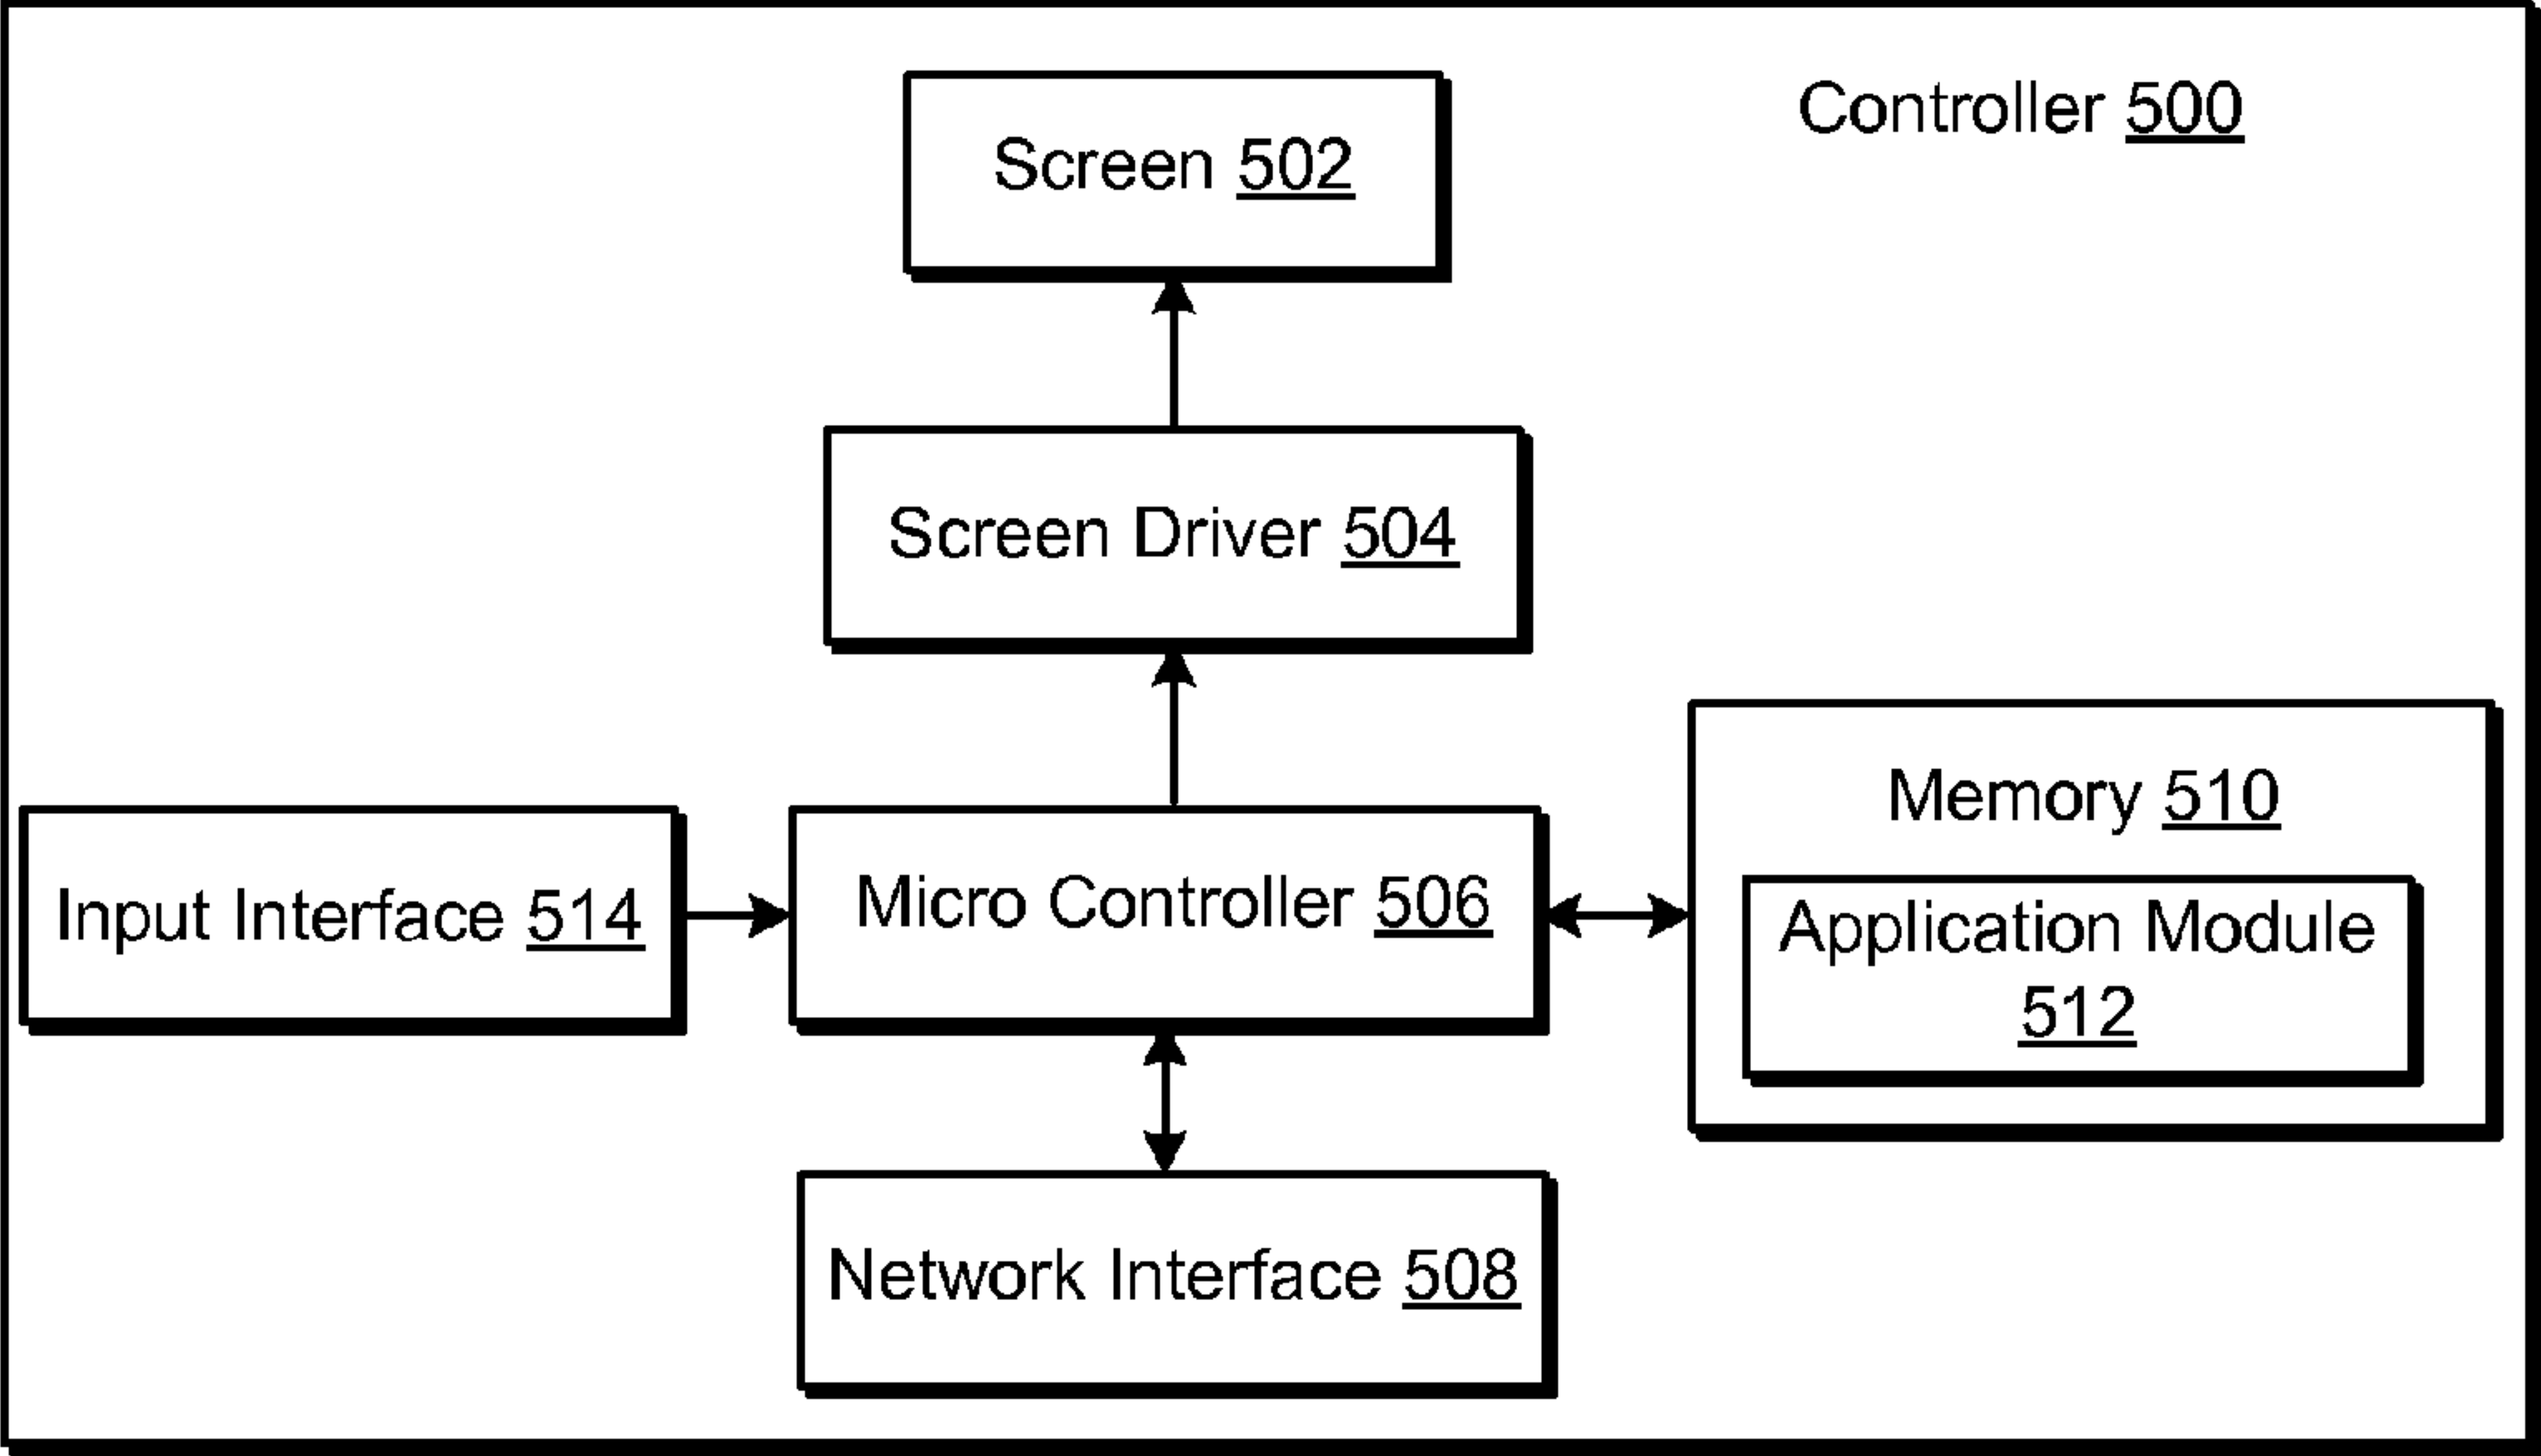 Controller 500
Screen 502
Screen Driver 504
Memory 510
Input Interface 514
Micro Controller 506
Application Module
512
Network Interface 508